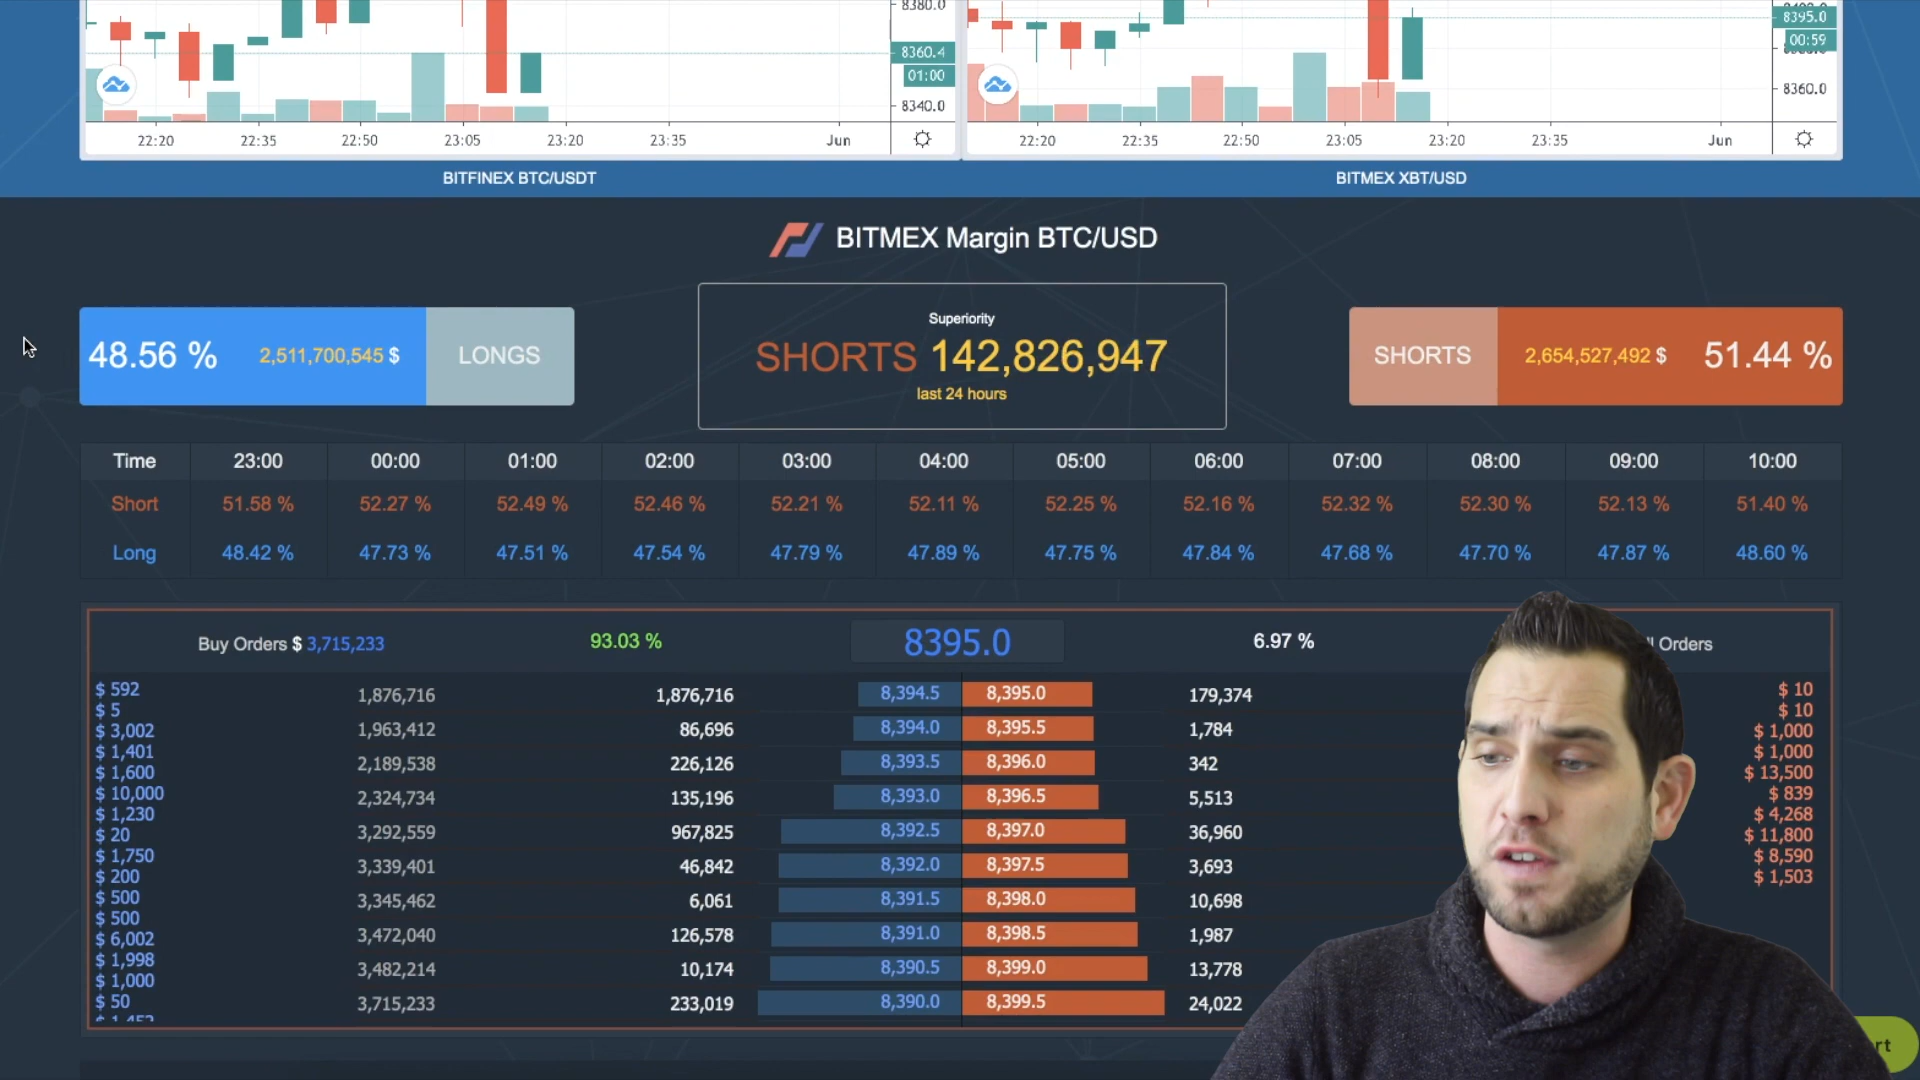 8380.0
8360.4
01:00
8340.0
22:20 22:35 22:50 23:05 23:20 23:35 Jun
8395.0
00:59
8360.0
22:20 22:35 22:50 23:05 23:20 23:35 Jun
BITFINEX BTC/USDT
BITMEX XBT/USD
BITMEX Margin BTC/USD
48.56 % 2,511,700,545 $ LONGS
Superiority
SHORTS 142,826,947
last 24 hours
SHORTS 2,654,527,492 $ 51.44 %
Time 23:00 00:00 01:00 02:00 03:00 04:00 05:00 06:00 07:00 08:00 09:00 10:00
Short 51.58 % 52.27 % 52.49 % 52.46 % 52.21 % 52.11 % 52.25 % 52.16 % 52.32 % 52.30 % 52.13 % 51.40 %
Long 48.42 % 47.73 % 47.51 % 47.54 % 47.79 % 47.89 % 47.75 % 47.84 % 47.68 % 47.70 % 47.87 % 48.60 %
Buy Orders $ 3,715,233 93.03 % 8395.0 6.97 % Orders
$ 592
$ 5
$ 3,002
$ 1,401
$ 1,600
$ 10,000
$ 1,230
$ 20
$ 1,750
$ 200
$ 500
$ 500
$ 6,002
$ 1,998
$ 1,000
$ 50
1,876,716 1,876,716 8,394.5 8,395.0 179,374
1,963,412 86,696 8,394.0 8,395.5 1,784
2,189,538 226,126 8,393.5 8,396.0 342
2,324,734 135,196 8,393.0 8,396.5 5,513
3,292,559 967,825 8,392.5 8,397.0 36,960
3,339,401 46,842 8,392.0 8,397.5 3,693
3,345,462 6,061 8,391.5 8,398.0 10,698
3,472,040 126,578 8,391.0 8,398.5 1,987
3,482,214 10,174 8,390.5 8,399.0 13,778
3,715,233 233,019 8,390.0 8,399.5 24,022
$ 10
$ 10
$ 1,000
$ 1,000
$ 13,500
$ 839
$ 4,268
$ 11,800
$ 8,590
$ 1,503